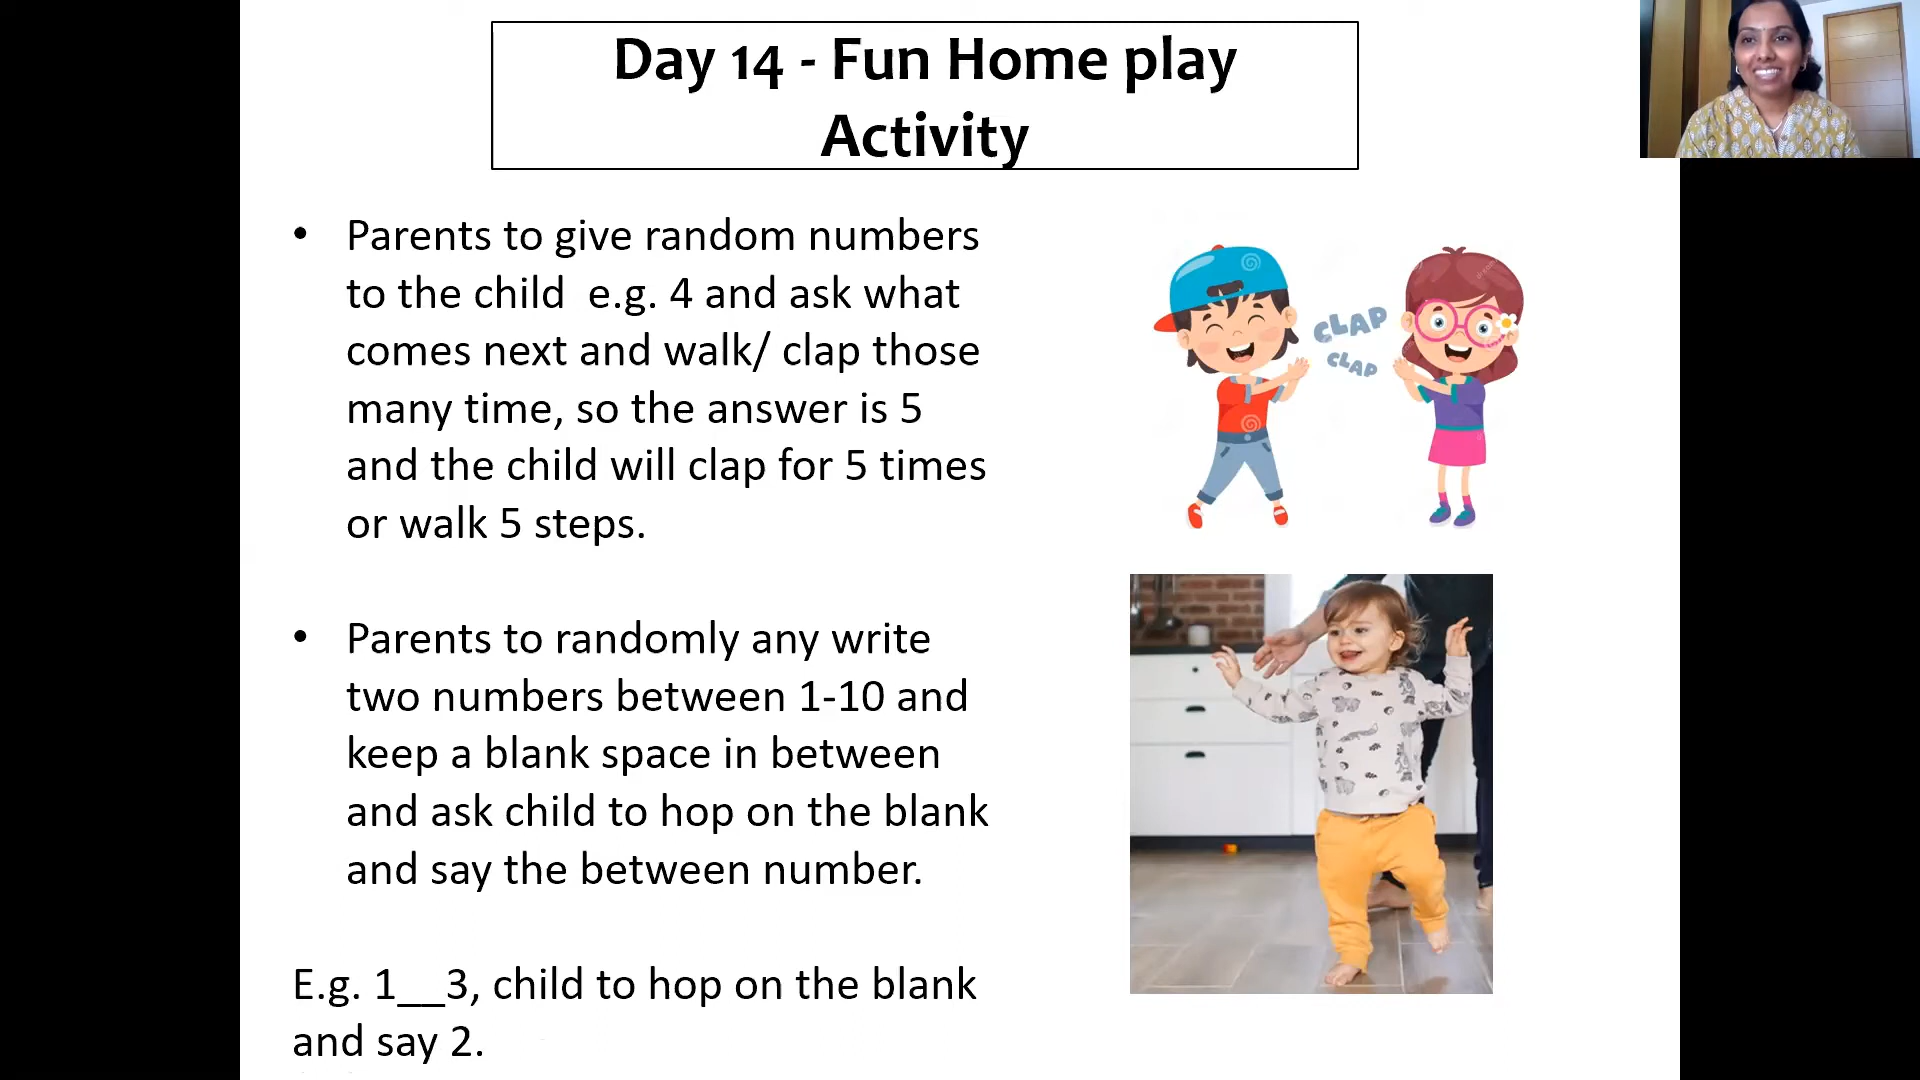 Day 14 - Fun Home play
Activity
• Parents to give random numbers
to the child e.g. 4 and ask what
comes next and walk/ clap those
many time, so the answer is 5
and the child will clap for 5 times
or walk 5 steps.
CLAP
CLAP
• Parents to randomly any write
two numbers between 1-10 and
keep a blank space in between
and ask child to hop on the blank
and say the between number.
E.g. 1__3, child to hop on the blank
and say 2.